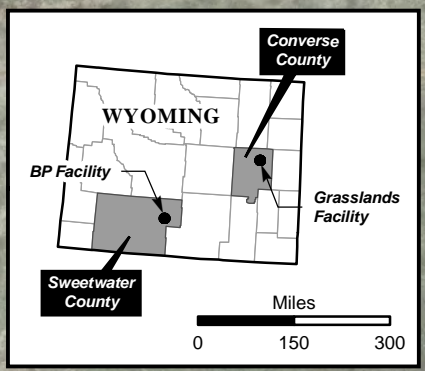 Converse
County
WYOMING
BP Facility
Grasslands
Facility
Sweetwater
County
Miles
0 150 300